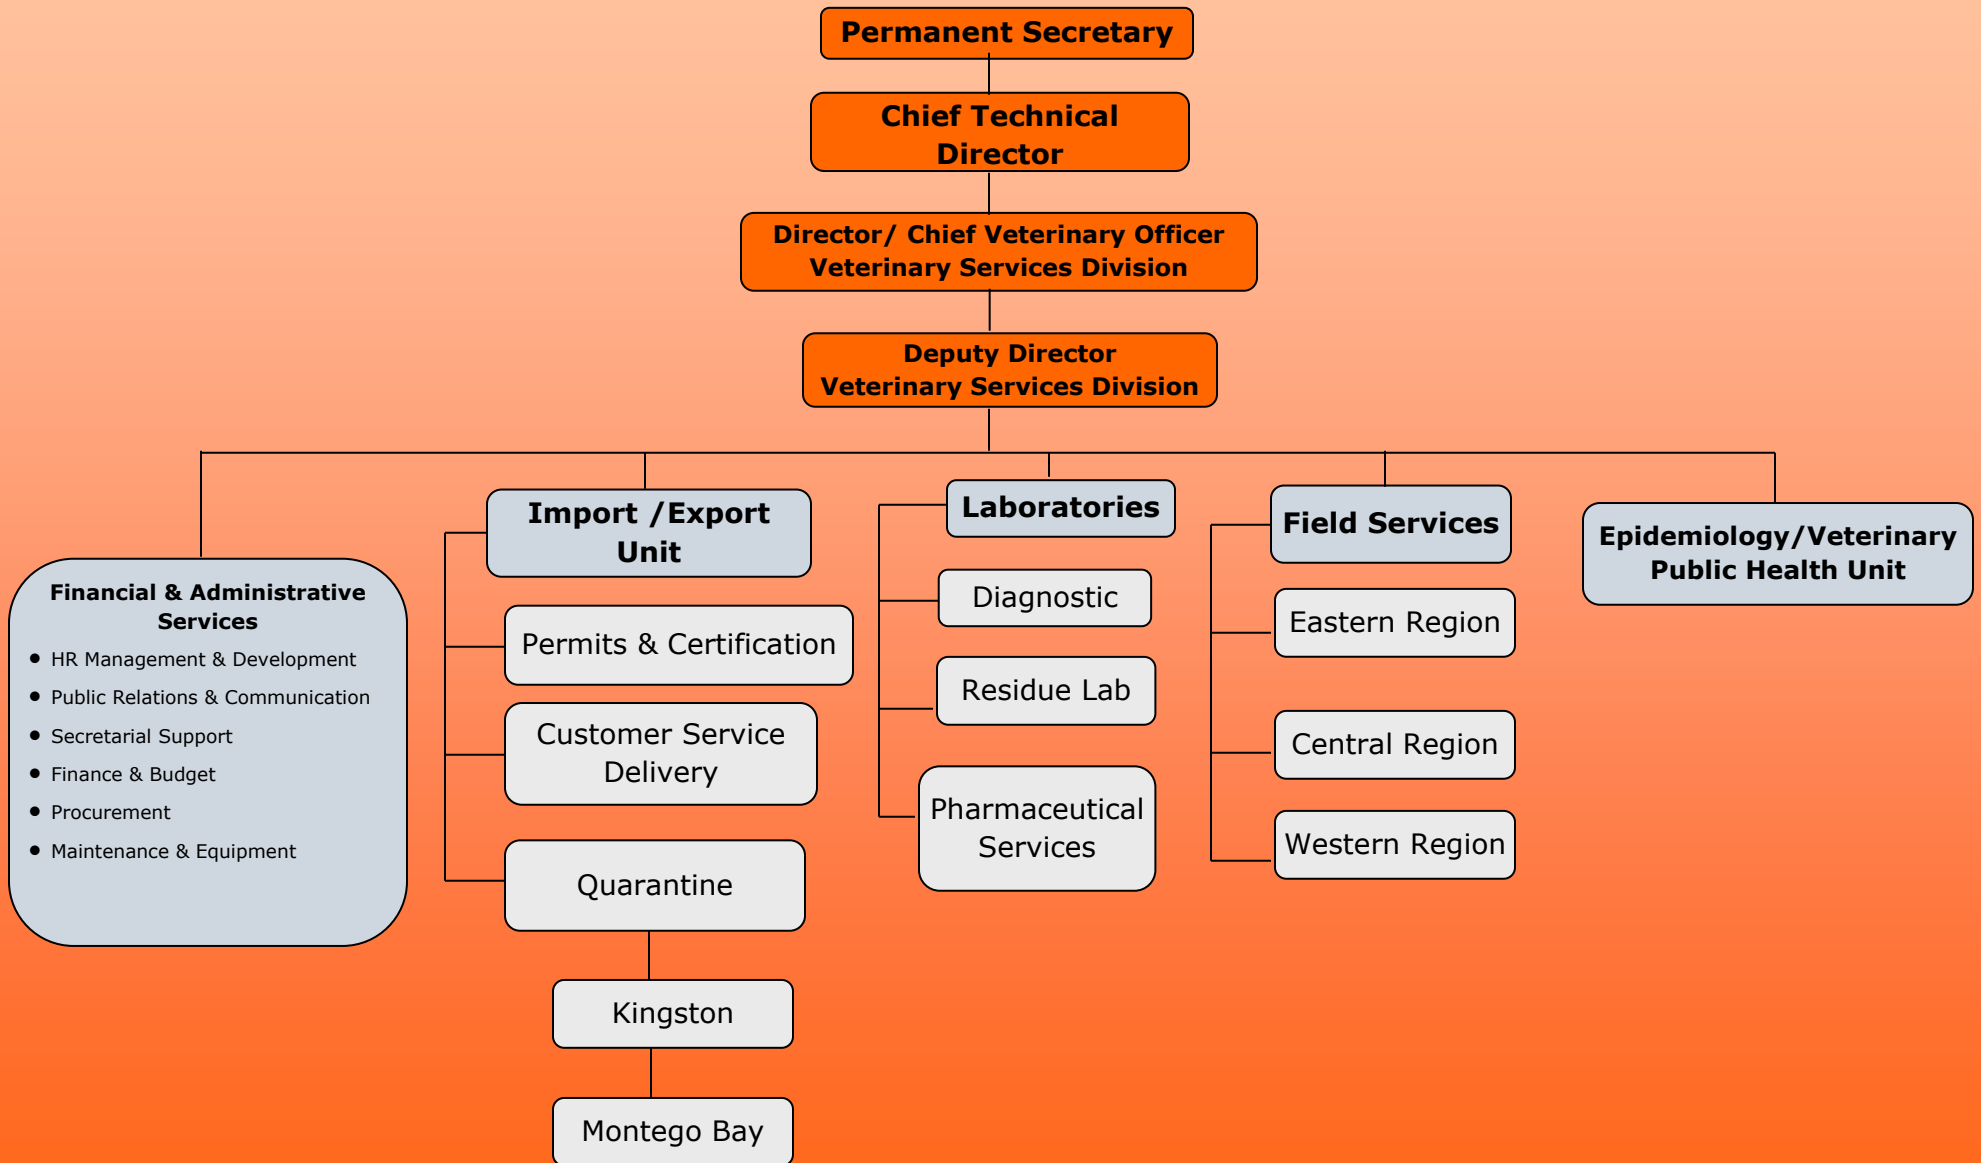 Permanent Secretary
Chief Technical
Director
Director/ Chief Veterinary Officer
Veterinary Services Division
Deputy Director
Veterinary Services Division
Financial & Administrative
Services
• HR Management & Development
• Public Relations & Communication
• Secretarial Support
• Finance & Budget
• Procurement
• Maintenance & Equipment
Import /Export
Unit
Permits & Certification
Customer Service
Delivery
Quarantine
Kingston
Montego Bay
Laboratories
Diagnostic
Residue Lab
Pharmaceutical
Services
Field Services
Eastern Region
Central Region
Western Region
Epidemiology/Veterinary
Public Health Unit